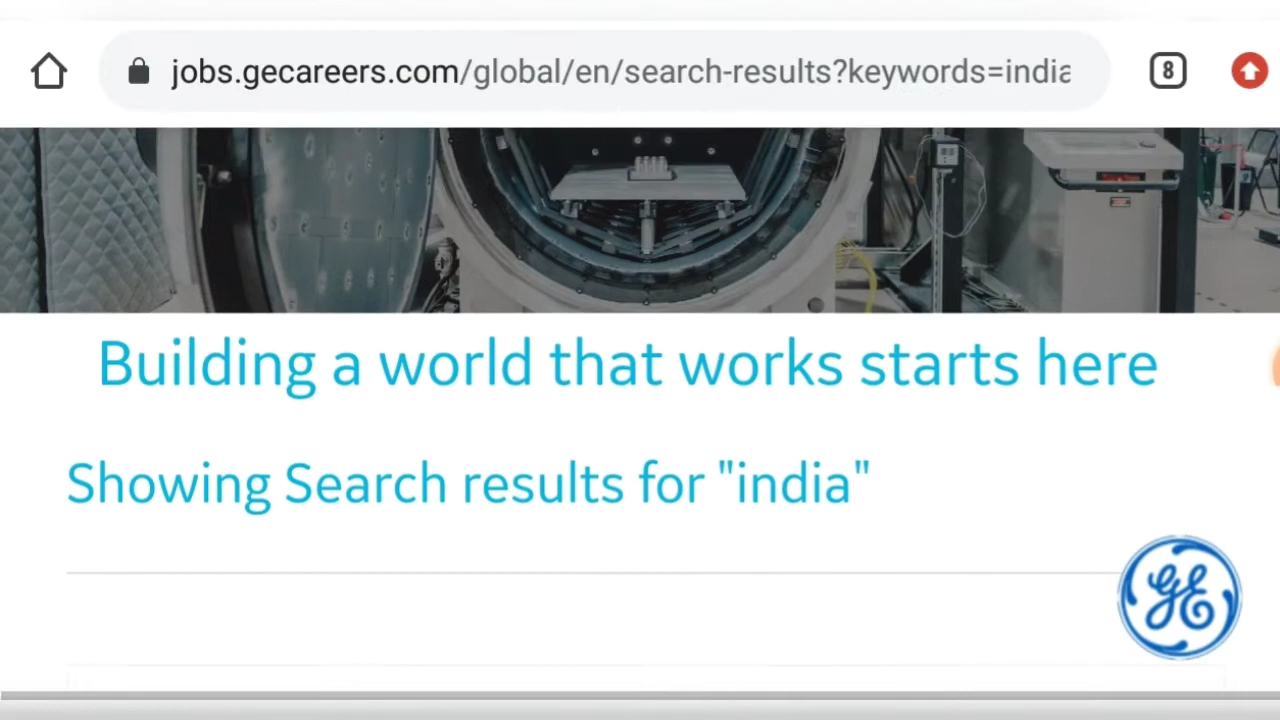 jobs.gecareers.com/global/en/search-results?keywords=india
8
Building a world that works starts here
Showing Search results for "india"
GE